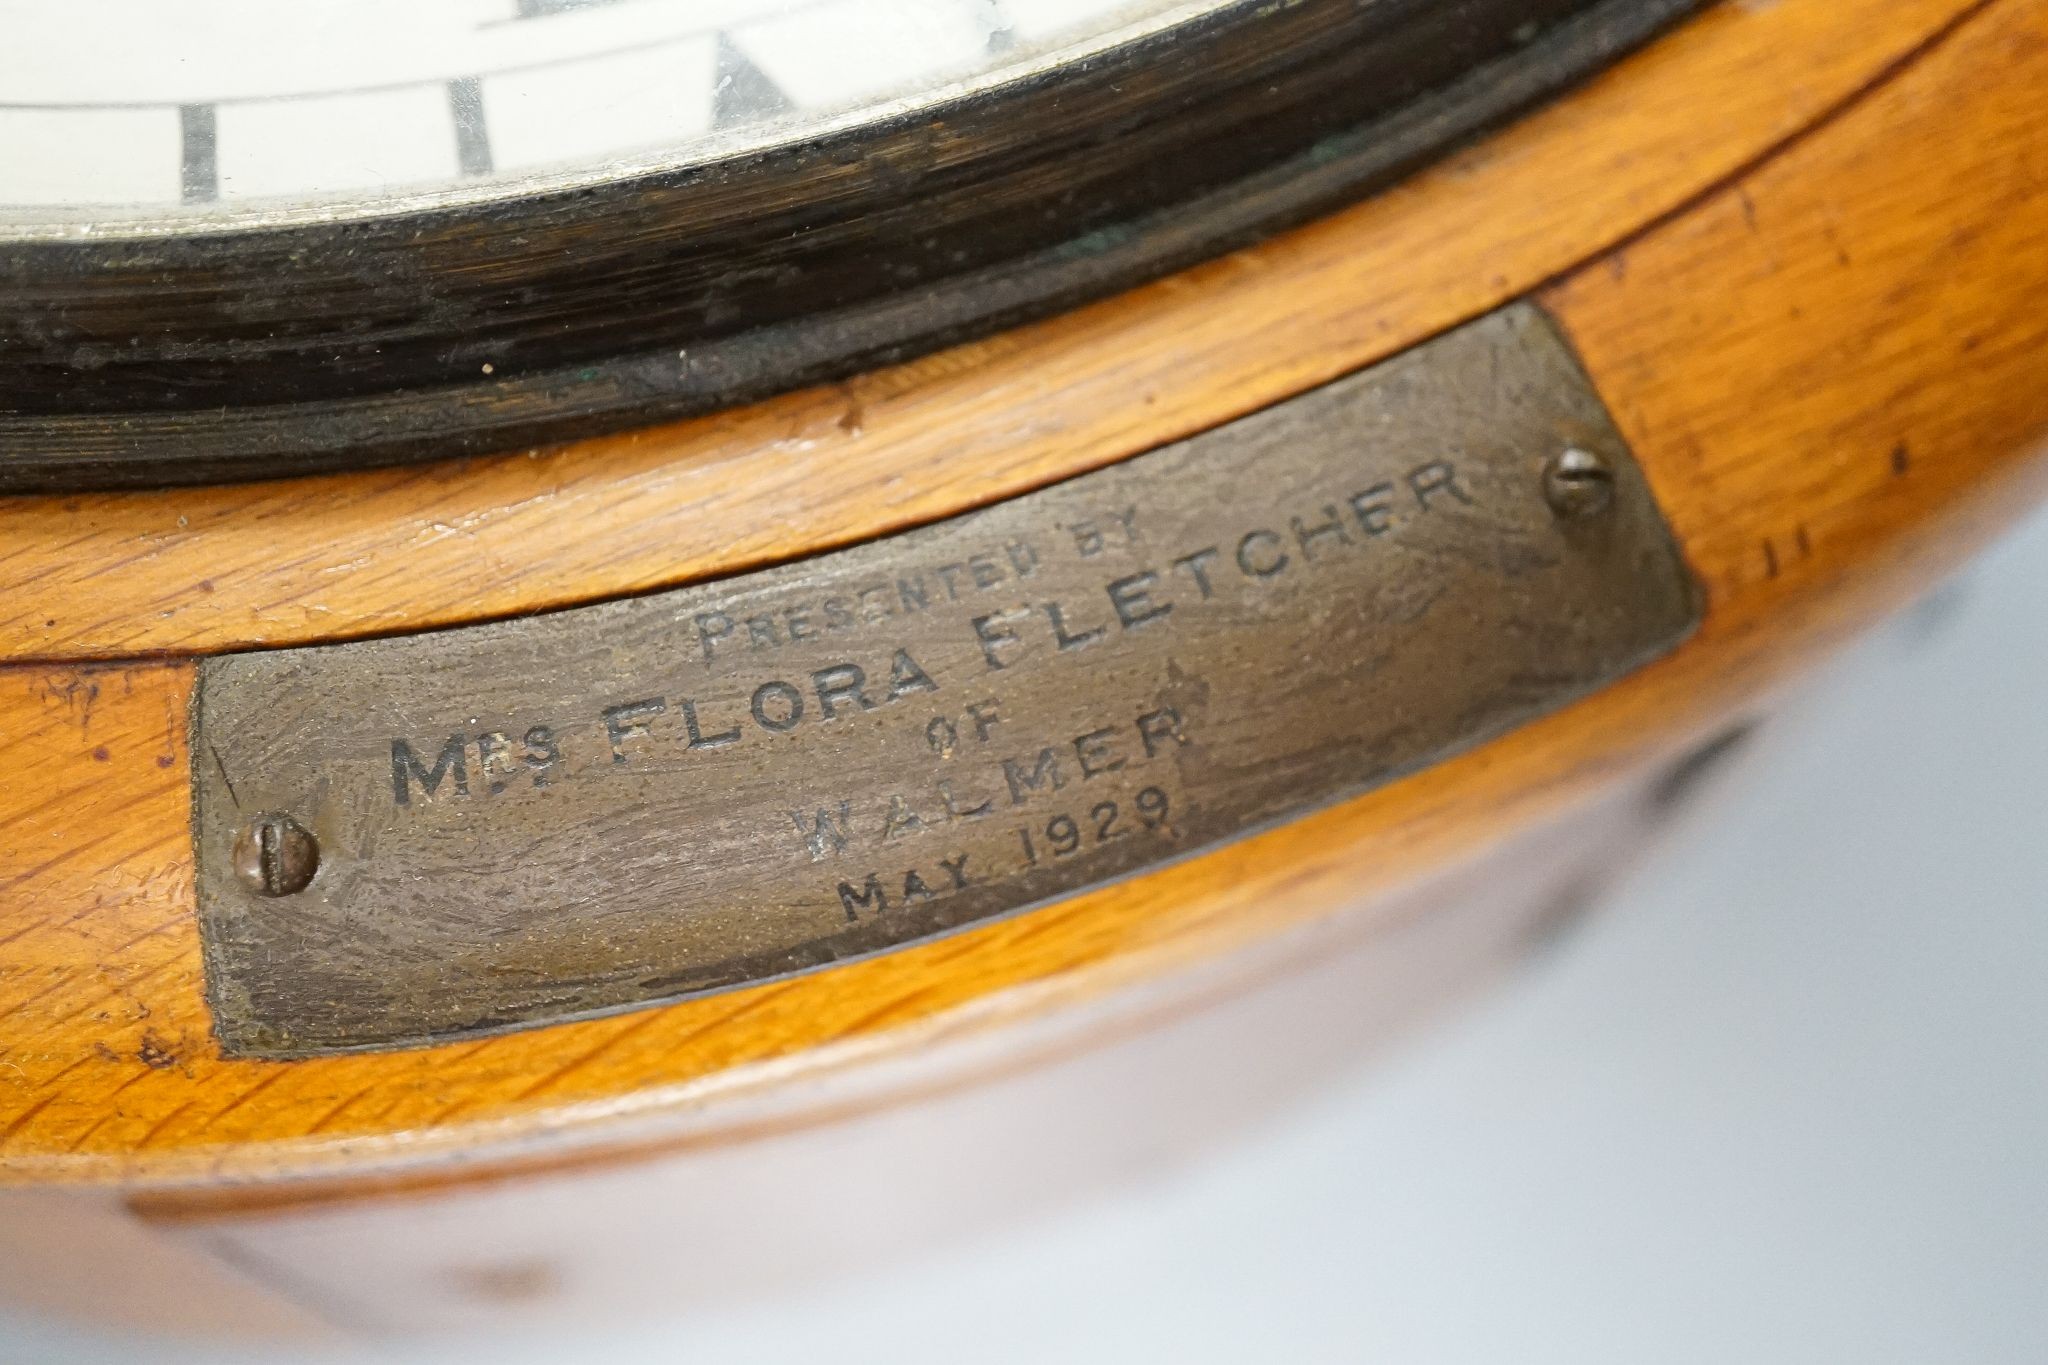 PRESENTED BY
MRS. FLORA FLETCHER
OF
WALMER
MAY 1929